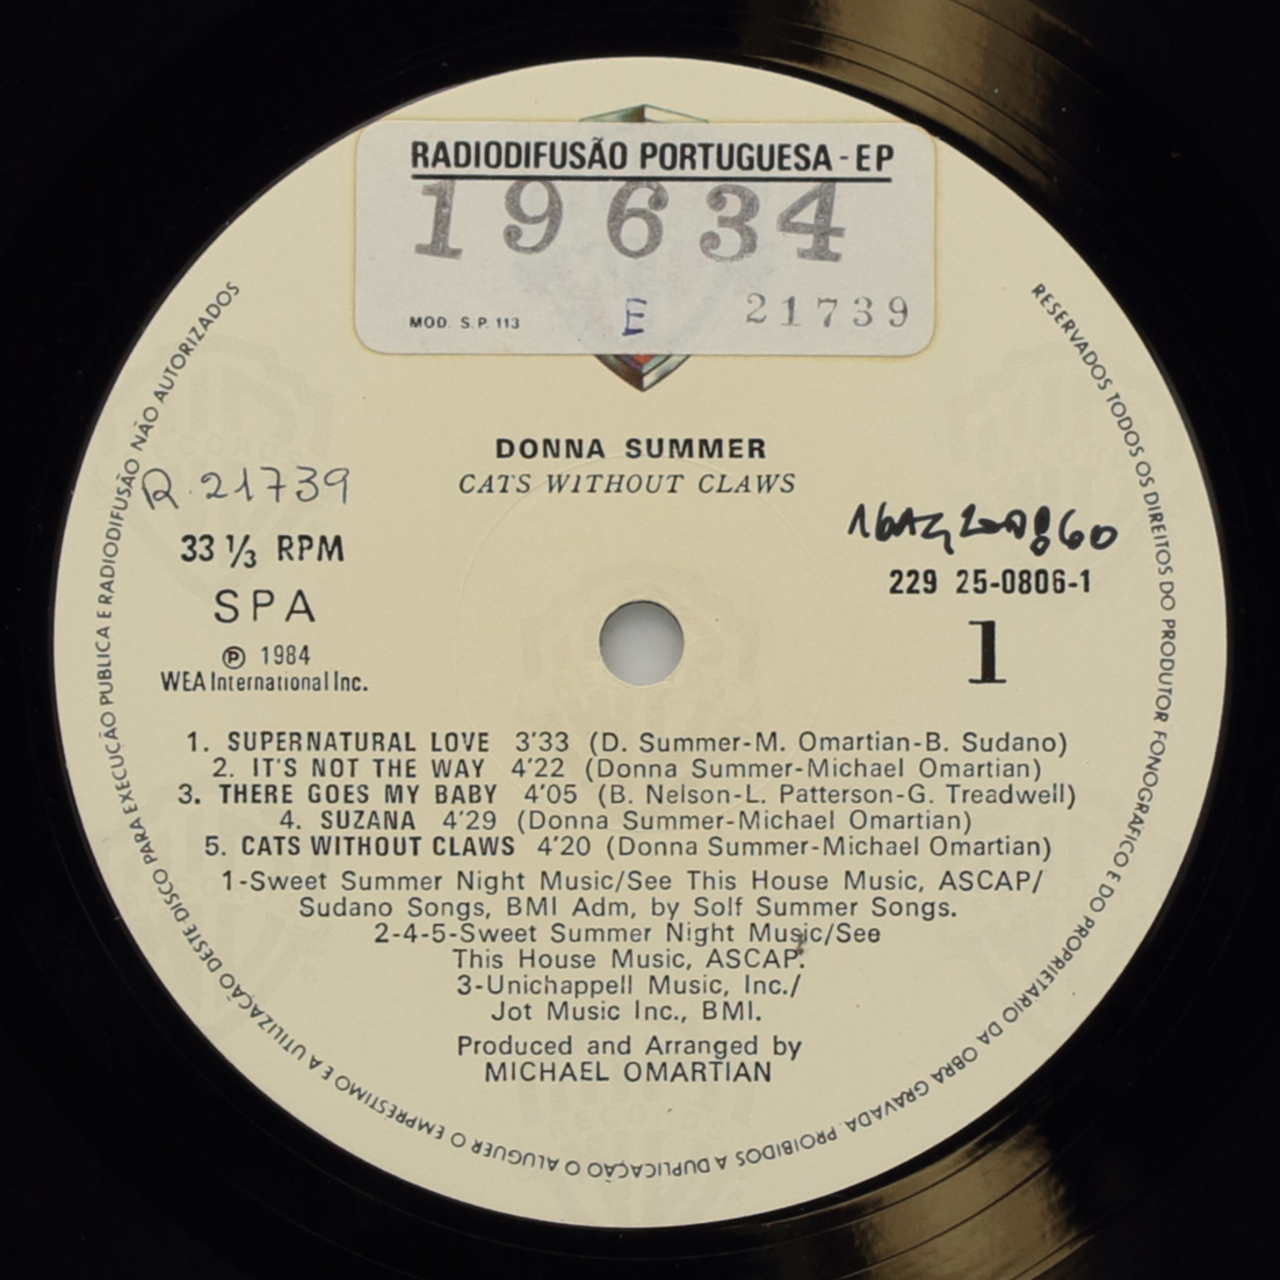 RADIODIFUSÃO PORTUGUESA - EP
19634
MOD. S.P. 113 E 21739
DONNA SUMMER
CATS WITHOUT CLAWS
R. 21739
33 1/3 RPM
SPA
℗ 1984
WEA International Inc.
229 25-0806-1
1
1. SUPERNATURAL LOVE 3'33 (D. Summer-M. Omartian-B. Sudano)
2. IT'S NOT THE WAY 4'22 (Donna Summer-Michael Omartian)
3. THERE GOES MY BABY 4'05 (B. Nelson-L. Patterson-G. Treadwell)
4. SUZANA 4'29 (Donna Summer-Michael Omartian)
5. CATS WITHOUT CLAWS 4'20 (Donna Summer-Michael Omartian)
1-Sweet Summer Night Music/See This House Music, ASCAP/
Sudano Songs, BMI Adm, by Solf Summer Songs.
2-4-5-Sweet Summer Night Music/See
This House Music, ASCAP.
3-Unichappell Music, Inc./
Jot Music Inc., BMI.
Produced and Arranged by
MICHAEL OMARTIAN
RESERVADOS TODOS OS DIREITOS DO PRODUTOR FONOGRAFICO E DO PROPRIETARIO DA OBRA GRAVADA. PROIBIDOS A DUPLICAÇÃO O ALUGUER O EMPRESTIMO E A UTILIZAÇÃO DESTE DISCO PARA EXECUÇÃO PUBLICA E RADIODIFUSÃO NÃO AUTORIZADOS